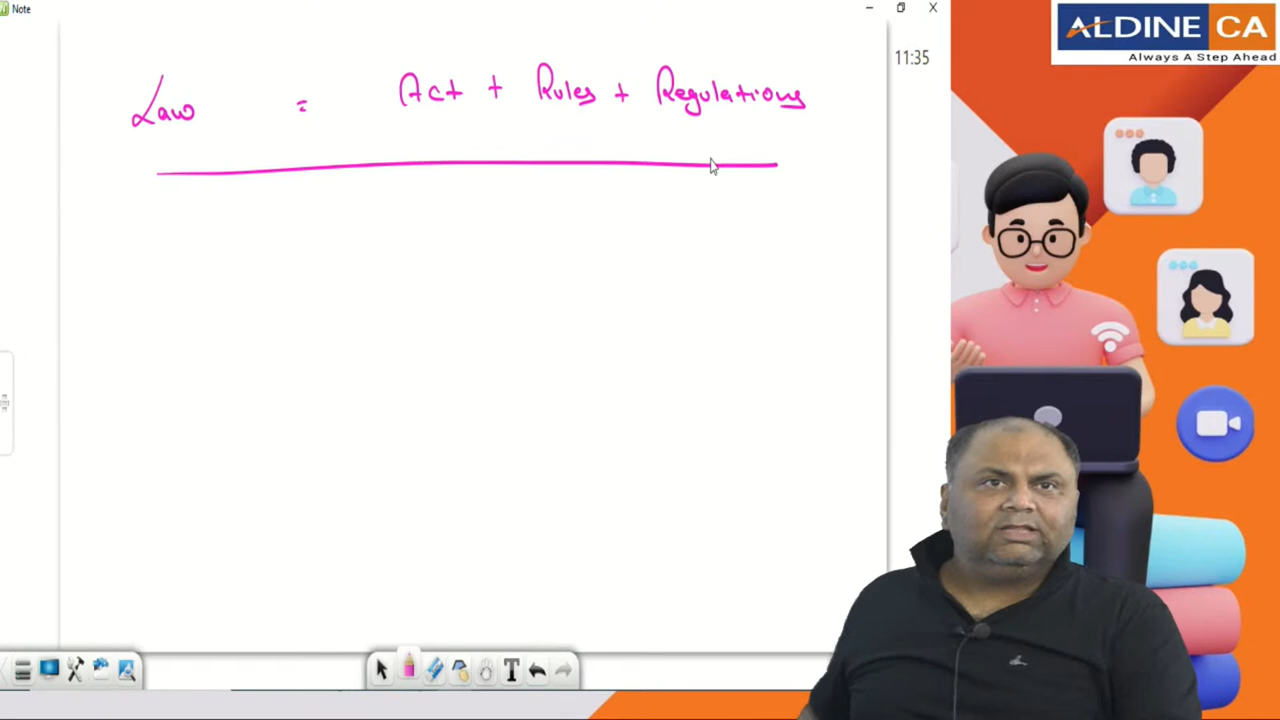 Note
ALDINE CA
Always A Step Ahead
11:35
Law = Act + Rules + Regulations
T